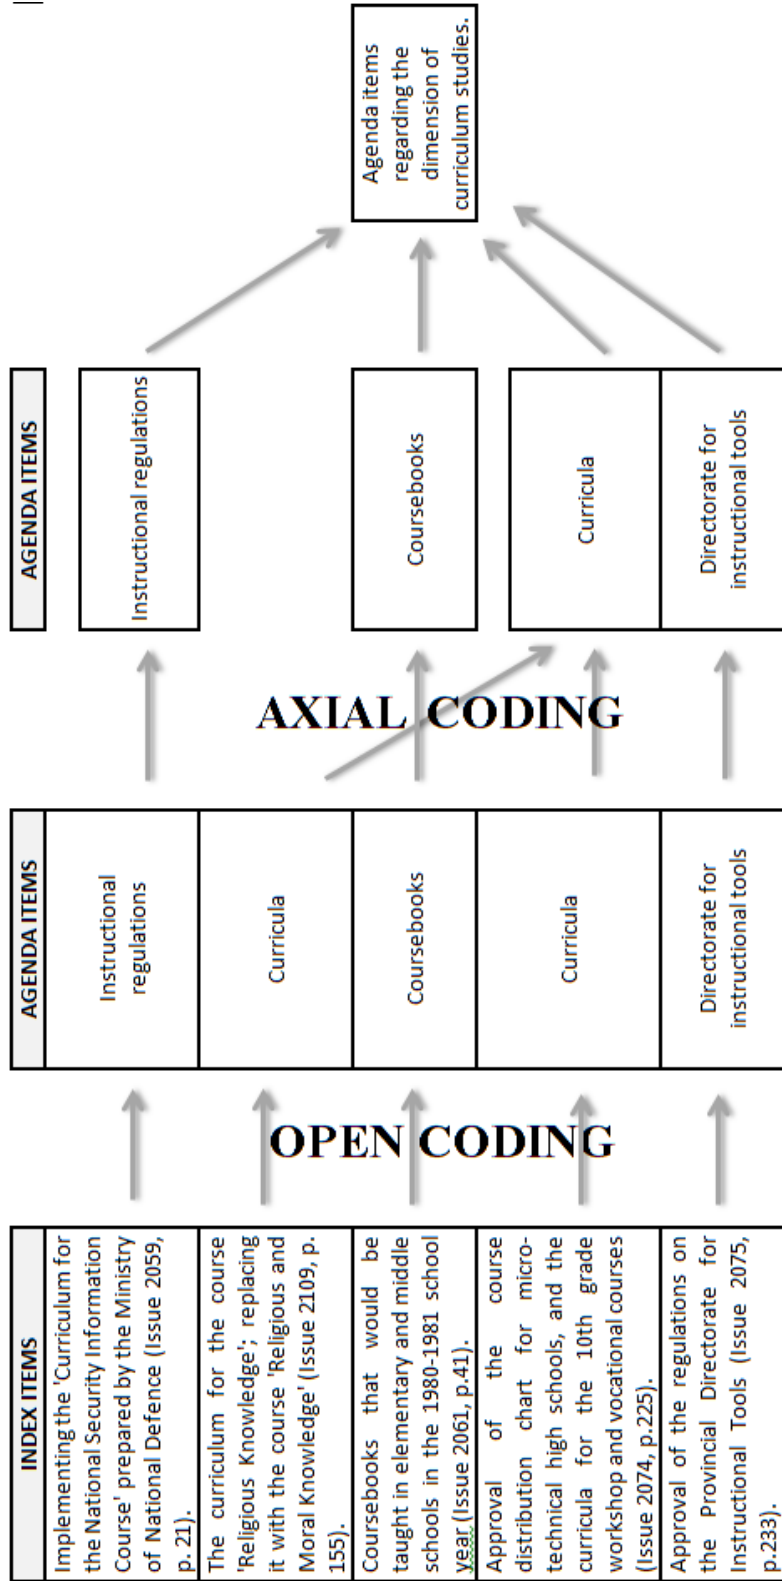 INDEX ITEMS
Implementing the 'Curriculum for
the National Security Information
Course' prepared by the Ministry
of National Defence (Issue 2059,
p. 21).
The curriculum for the course
'Religious Knowledge'; replacing
it with the course 'Religious and
Moral Knowledge' (Issue 2109, p.
155).
Coursebooks that would be
taught in elementary and middle
schools in the 1980-1981 school
year (Issue 2061, p.41).
Approval of the course
distribution chart for micro-
technical high schools, and the
curricula for the 10th grade
workshop and vocational courses
(Issue 2074, p.225).
Approval of the regulations on
the Provincial Directorate for
Instructional Tools (Issue 2075,
p.233).
OPEN CODING
AGENDA ITEMS
Instructional
regulations
Curricula
Coursebooks
Curricula
Directorate for
instructional tools
AXIAL CODING
AGENDA ITEMS
Instructional regulations
Coursebooks
Curricula
Directorate for
instructional tools
Agenda items
regarding the
dimension of
curriculum studies.